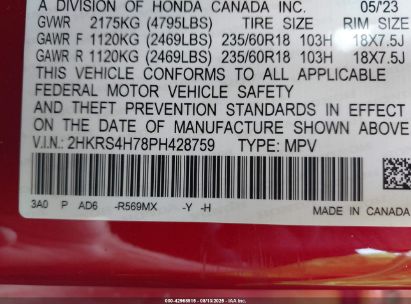 A DIVISION OF HONDA CANADA INC. 05/'23
GVWR 2175KG (4795LBS) TIRE SIZE RIM SIZE
GAWR F 1120KG (2469LBS) 235/60R18 103H 18X7.5J
GAWR R 1120KG (2469LBS) 235/60R18 103H 18X7.5J
THIS VEHICLE CONFORMS TO ALL APPLICABLE
FEDERAL MOTOR VEHICLE SAFETY
AND THEFT PREVENTION STANDARDS IN EFFECT
ON THE DATE OF MANUFACTURE SHOWN ABOVE.
V.I.N.: 2HKRS4H78PH428759 TYPE: MPV
3A0 P AD6 -R569MX -Y -H
MADE IN CANADA